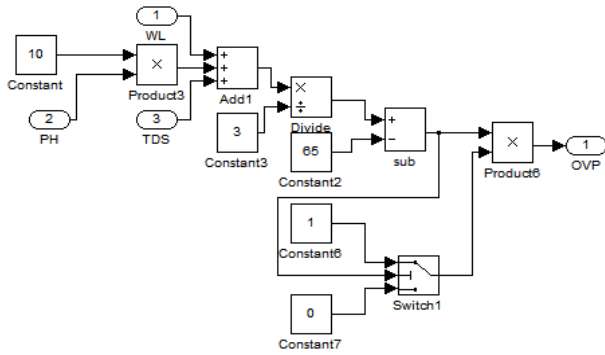 1
WL
10
Constant
×
Product3
+
+
+
Add1
2
PH
3
TDS
×
÷
Divide
3
Constant3
65
Constant2
+
−
sub
×
Product6
1
OVP
1
Constant6
Switch1
0
Constant7